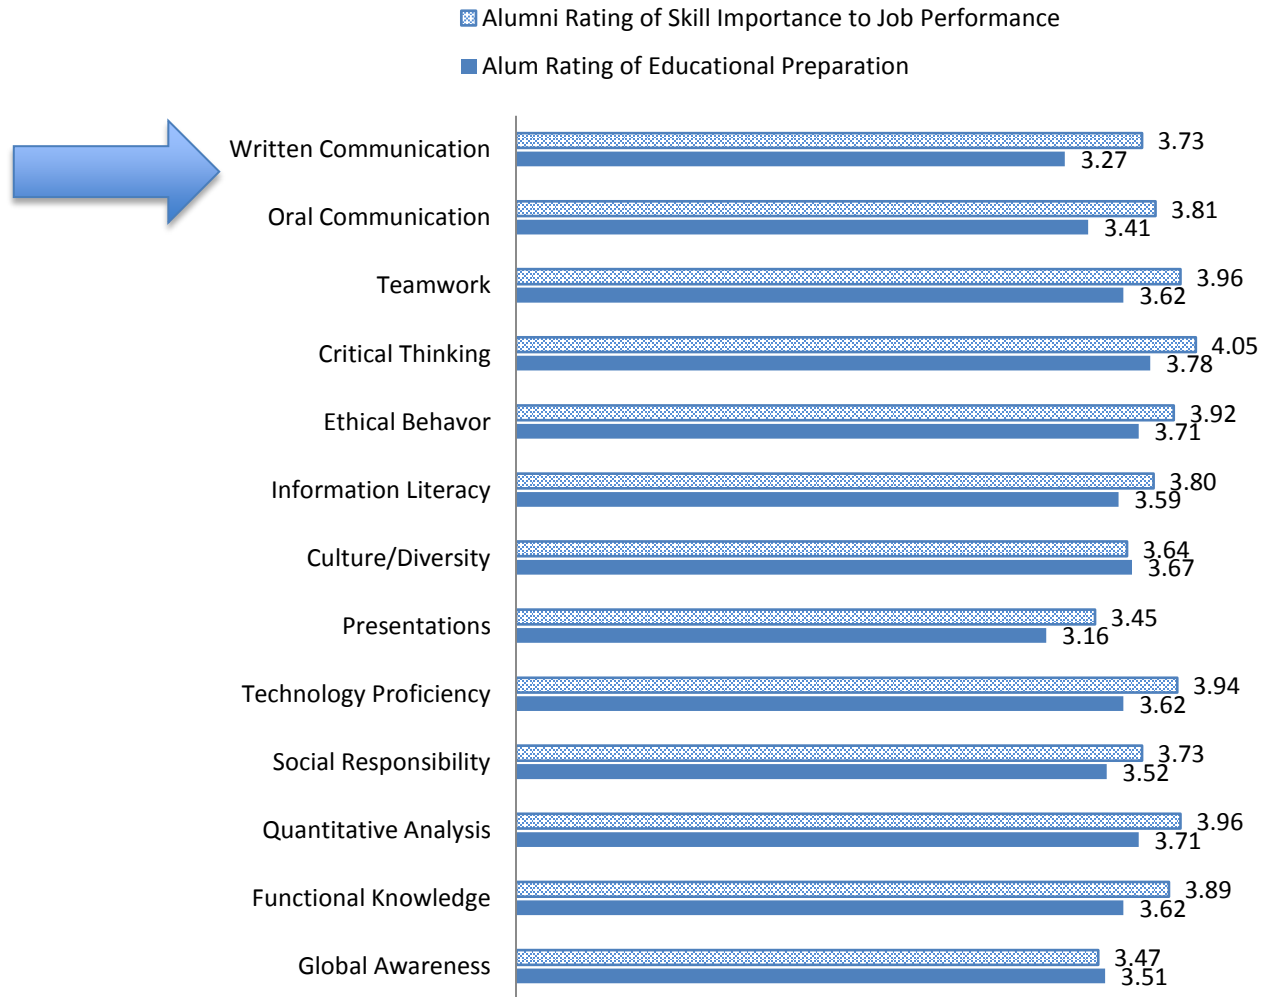 Alumni Rating of Skill Importance to Job Performance
Alum Rating of Educational Preparation
Written Communication
3.73
3.27
Oral Communication
3.81
3.41
Teamwork
3.96
3.62
Critical Thinking
4.05
3.78
Ethical Behavor
3.92
3.71
Information Literacy
3.80
3.59
Culture/Diversity
3.64
3.67
Presentations
3.45
3.16
Technology Proficiency
3.94
3.62
Social Responsibility
3.73
3.52
Quantitative Analysis
3.96
3.71
Functional Knowledge
3.89
3.62
Global Awareness
3.47
3.51